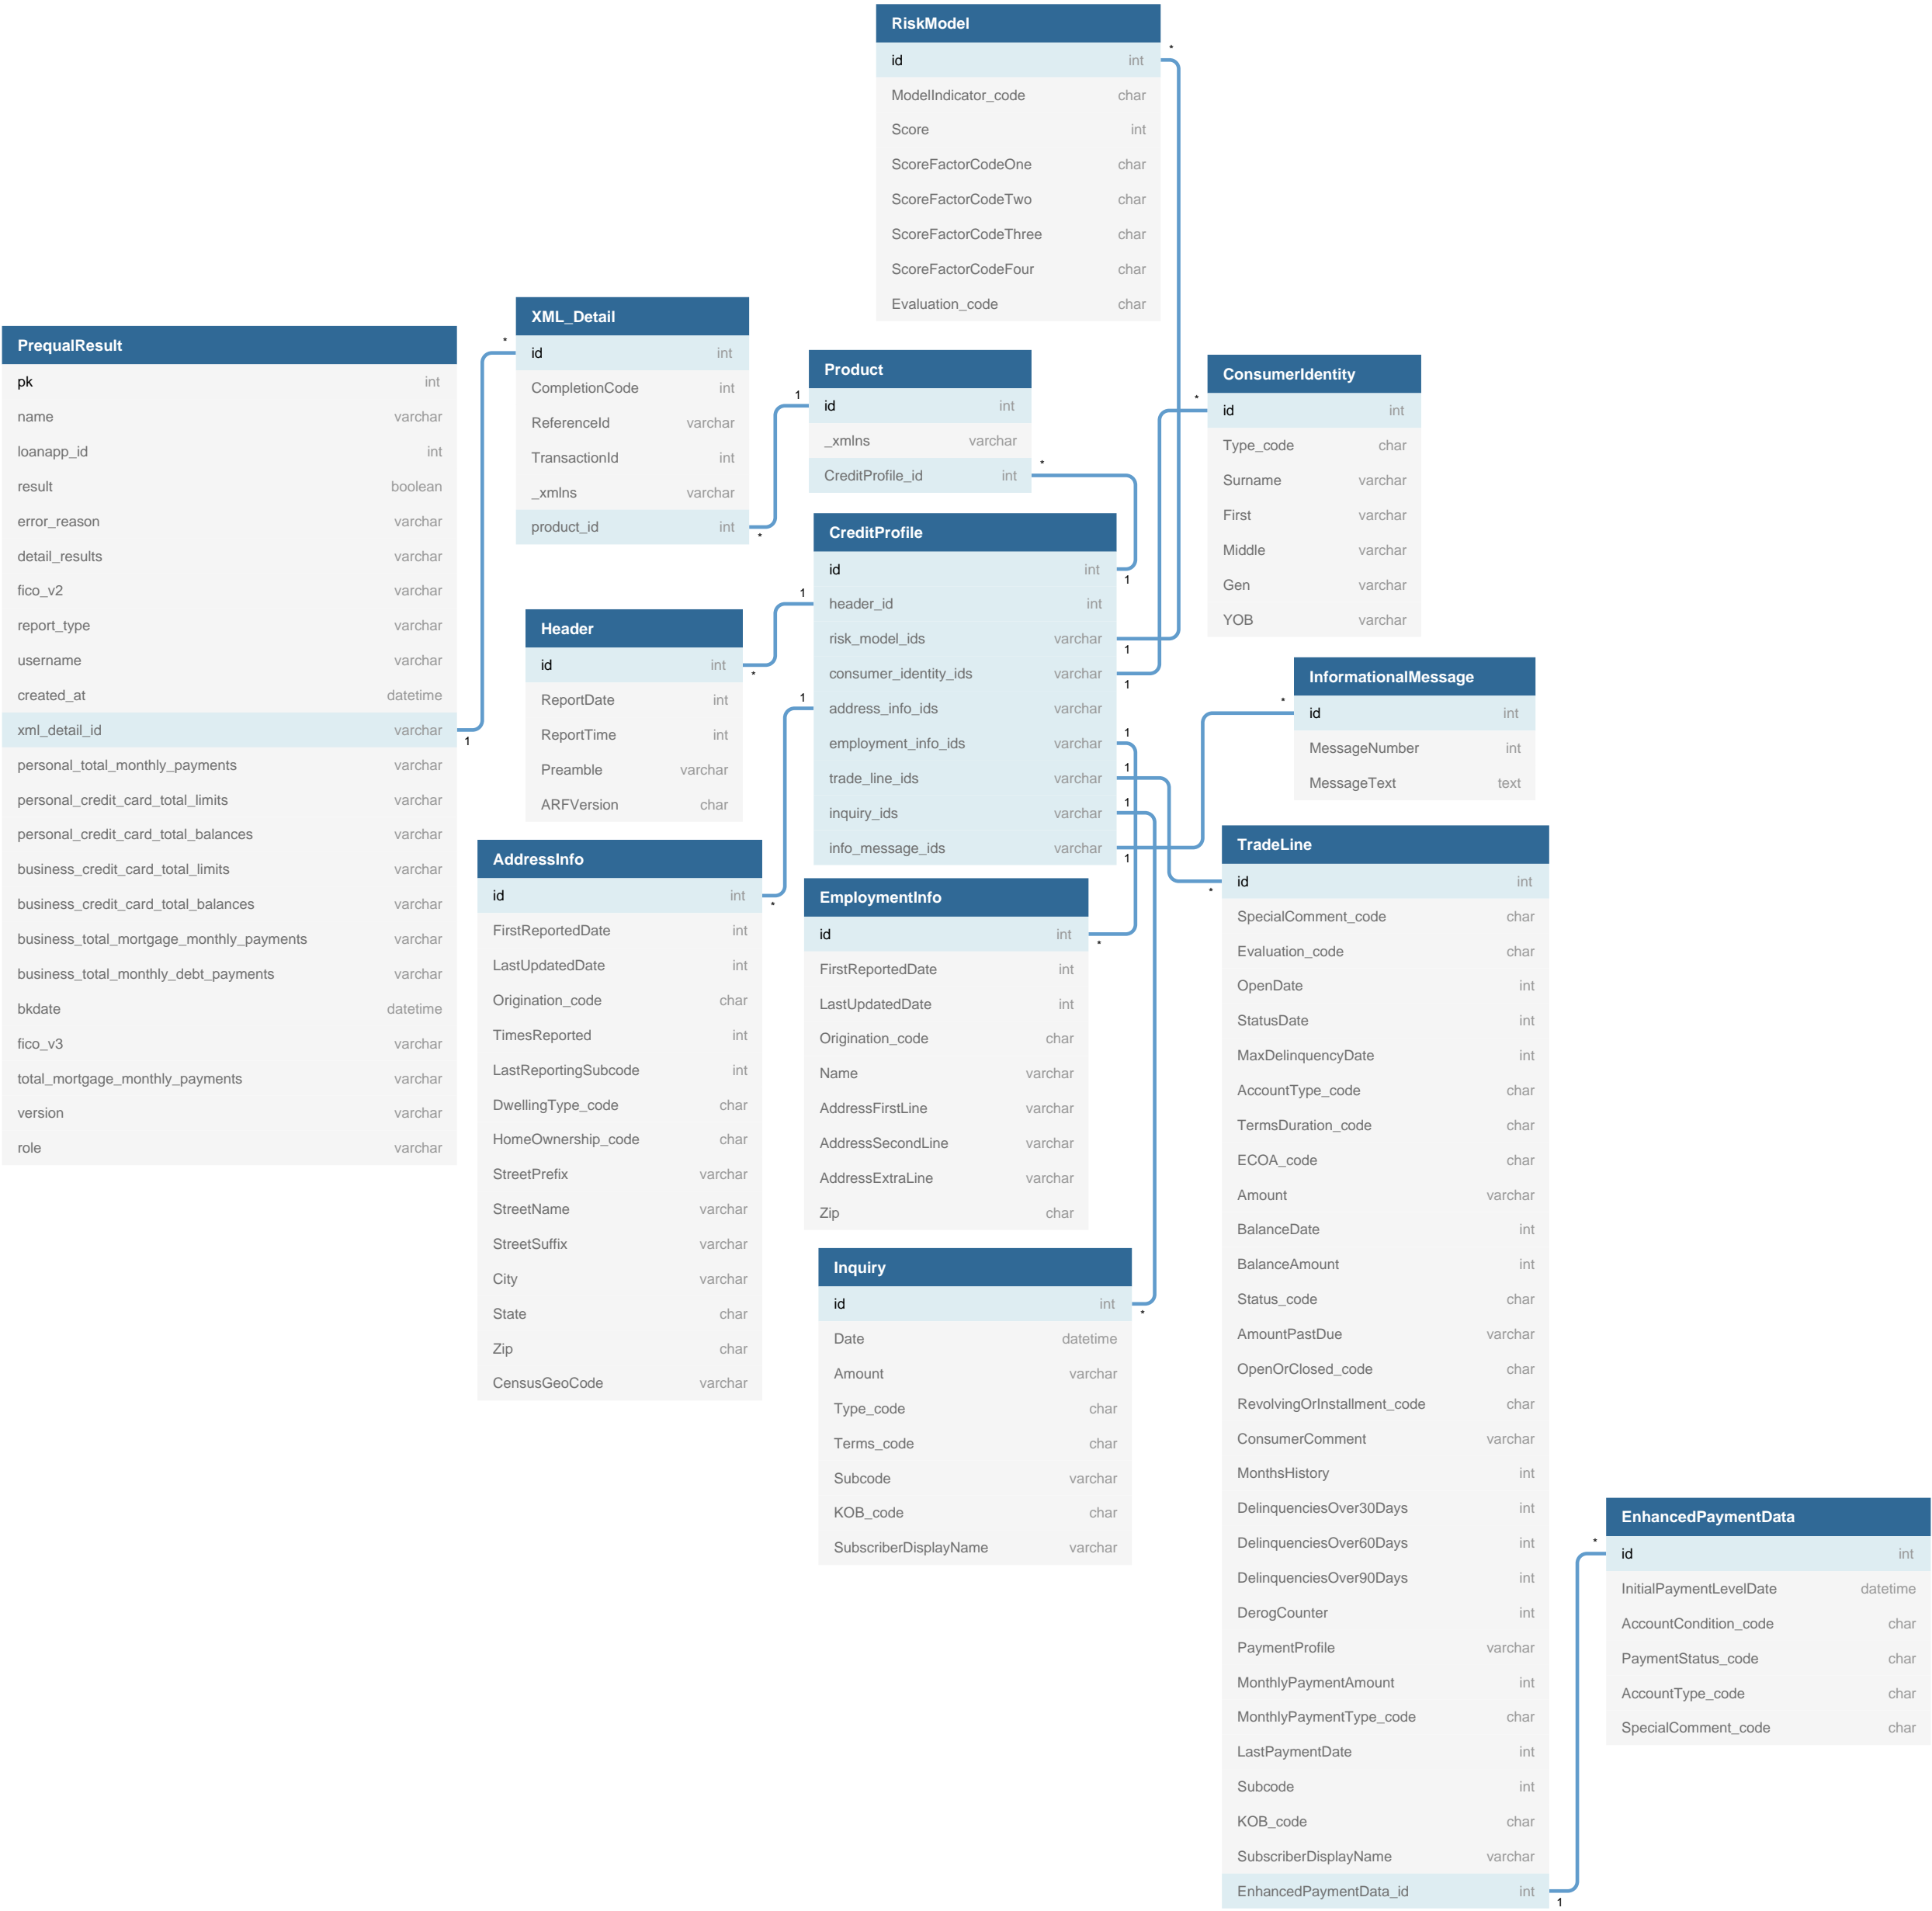 RiskModel
id int
ModelIndicator_code char
Score int
ScoreFactorCodeOne char
ScoreFactorCodeTwo char
ScoreFactorCodeThree char
ScoreFactorCodeFour char
Evaluation_code char
PrequalResult
pk int
name varchar
loanapp_id int
result boolean
error_reason varchar
detail_results varchar
fico_v2 varchar
report_type varchar
username varchar
created_at datetime
xml_detail_id varchar
personal_total_monthly_payments varchar
personal_credit_card_total_limits varchar
personal_credit_card_total_balances varchar
business_credit_card_total_limits varchar
business_credit_card_total_balances varchar
business_total_mortgage_monthly_payments varchar
business_total_monthly_debt_payments varchar
bkdate datetime
fico_v3 varchar
total_mortgage_monthly_payments varchar
version varchar
role varchar
1
*
XML_Detail
id int
CompletionCode int
ReferenceId varchar
TransactionId int
_xmlns varchar
product_id int
*
1
Product
id int
_xmlns varchar
CreditProfile_id int
*
*
ConsumerIdentity
*
id int
Type_code char
Surname varchar
First varchar
Middle varchar
Gen varchar
YOB varchar
CreditProfile
id int
1
1
header_id int
risk_model_ids varchar
1
consumer_identity_ids varchar
1
1
address_info_ids varchar
employment_info_ids varchar
1
trade_line_ids varchar
1
inquiry_ids varchar
1
info_message_ids varchar
1
Header
id int
*
ReportDate int
ReportTime int
Preamble varchar
ARFVersion char
InformationalMessage
*
id int
MessageNumber int
MessageText text
AddressInfo
id int
*
FirstReportedDate int
LastUpdatedDate int
Origination_code char
TimesReported int
LastReportingSubcode int
DwellingType_code char
HomeOwnership_code char
StreetPrefix varchar
StreetName varchar
StreetSuffix varchar
City varchar
State char
Zip char
CensusGeoCode varchar
EmploymentInfo
id int
*
FirstReportedDate int
LastUpdatedDate int
Origination_code char
Name varchar
AddressFirstLine varchar
AddressSecondLine varchar
AddressExtraLine varchar
Zip char
Inquiry
id int
*
Date datetime
Amount varchar
Type_code char
Terms_code char
Subcode varchar
KOB_code char
SubscriberDisplayName varchar
TradeLine
*
id int
SpecialComment_code char
Evaluation_code char
OpenDate int
StatusDate int
MaxDelinquencyDate int
AccountType_code char
TermsDuration_code char
ECOA_code char
Amount varchar
BalanceDate int
BalanceAmount int
Status_code char
AmountPastDue varchar
OpenOrClosed_code char
RevolvingOrInstallment_code char
ConsumerComment varchar
MonthsHistory int
DelinquenciesOver30Days int
DelinquenciesOver60Days int
DelinquenciesOver90Days int
DerogCounter int
PaymentProfile varchar
MonthlyPaymentAmount int
MonthlyPaymentType_code char
LastPaymentDate int
Subcode int
KOB_code char
SubscriberDisplayName varchar
EnhancedPaymentData_id int
1
EnhancedPaymentData
*
id int
InitialPaymentLevelDate datetime
AccountCondition_code char
PaymentStatus_code char
AccountType_code char
SpecialComment_code char